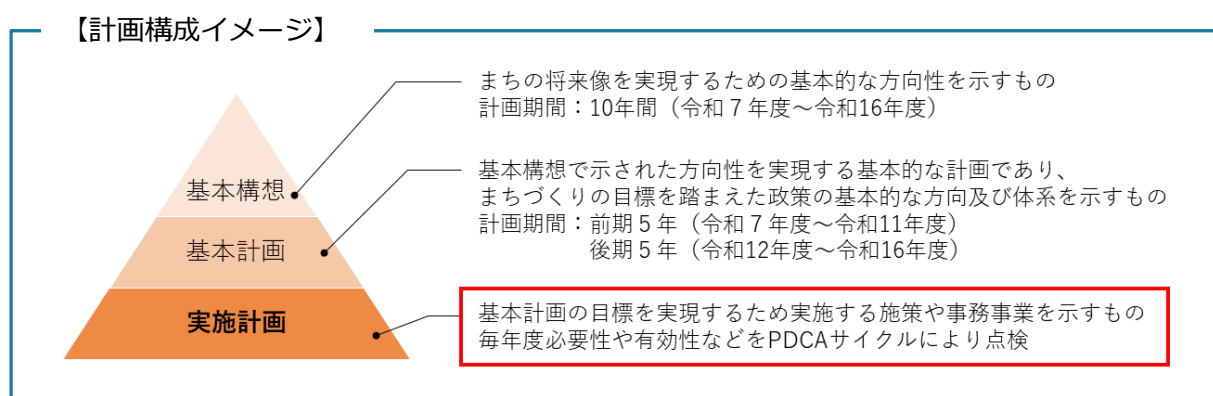 【計画構成イメージ】
まちの将来像を実現するための基本的な方向性を示すもの
計画期間：10年間（令和７年度～令和16年度）
基本構想
基本構想で示された方向性を実現する基本的な計画であり、
まちづくりの目標を踏まえた政策の基本的な方向及び体系を示すもの
計画期間：前期５年（令和７年度～令和11年度）
後期５年（令和12年度～令和16年度）
基本計画
実施計画
基本計画の目標を実現するため実施する施策や事務事業を示すもの
毎年度必要性や有効性などをPDCAサイクルにより点検